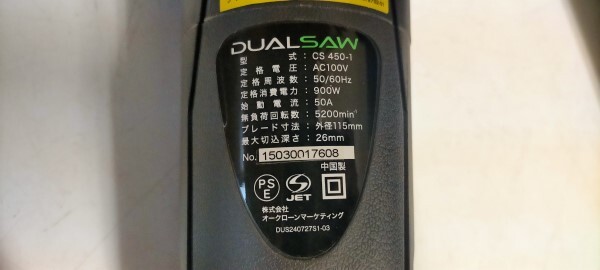 DUALSAW
型式：CS 450-1
定格電圧：AC100V
定格周波数：50/60Hz
定格消費電力：900W
始動電流：50A
無負荷回転数：5200min⁻¹
ブレード寸法：外径115mm
最大切込深さ：26mm
No. 15030017608
中国製
PS
E
JET
株式会社
オークローンマーケティング
DUS240727S1-03